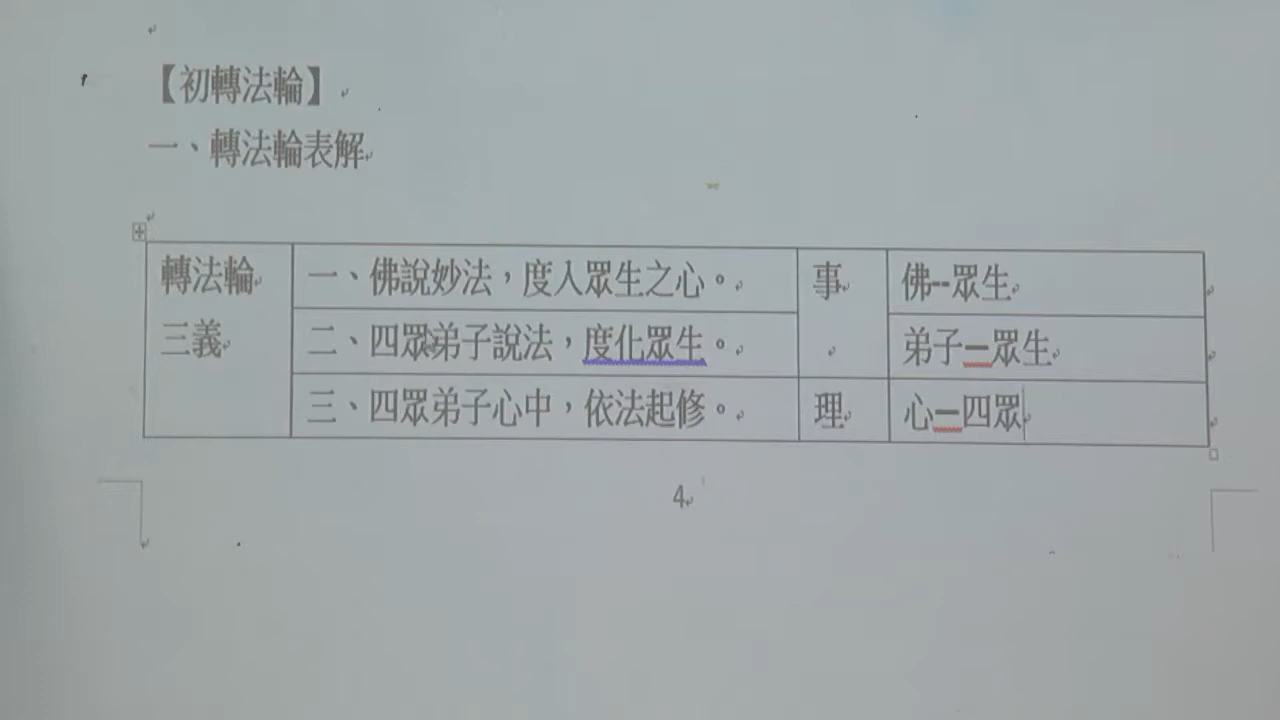 【初轉法輪】
一、轉法輪表解
轉法輪
三義
一、佛說妙法，度入眾生之心。
事
佛--眾生
二、四眾弟子說法，度化眾生。
弟子—眾生
三、四眾弟子心中，依法起修。
理
心—四眾
4